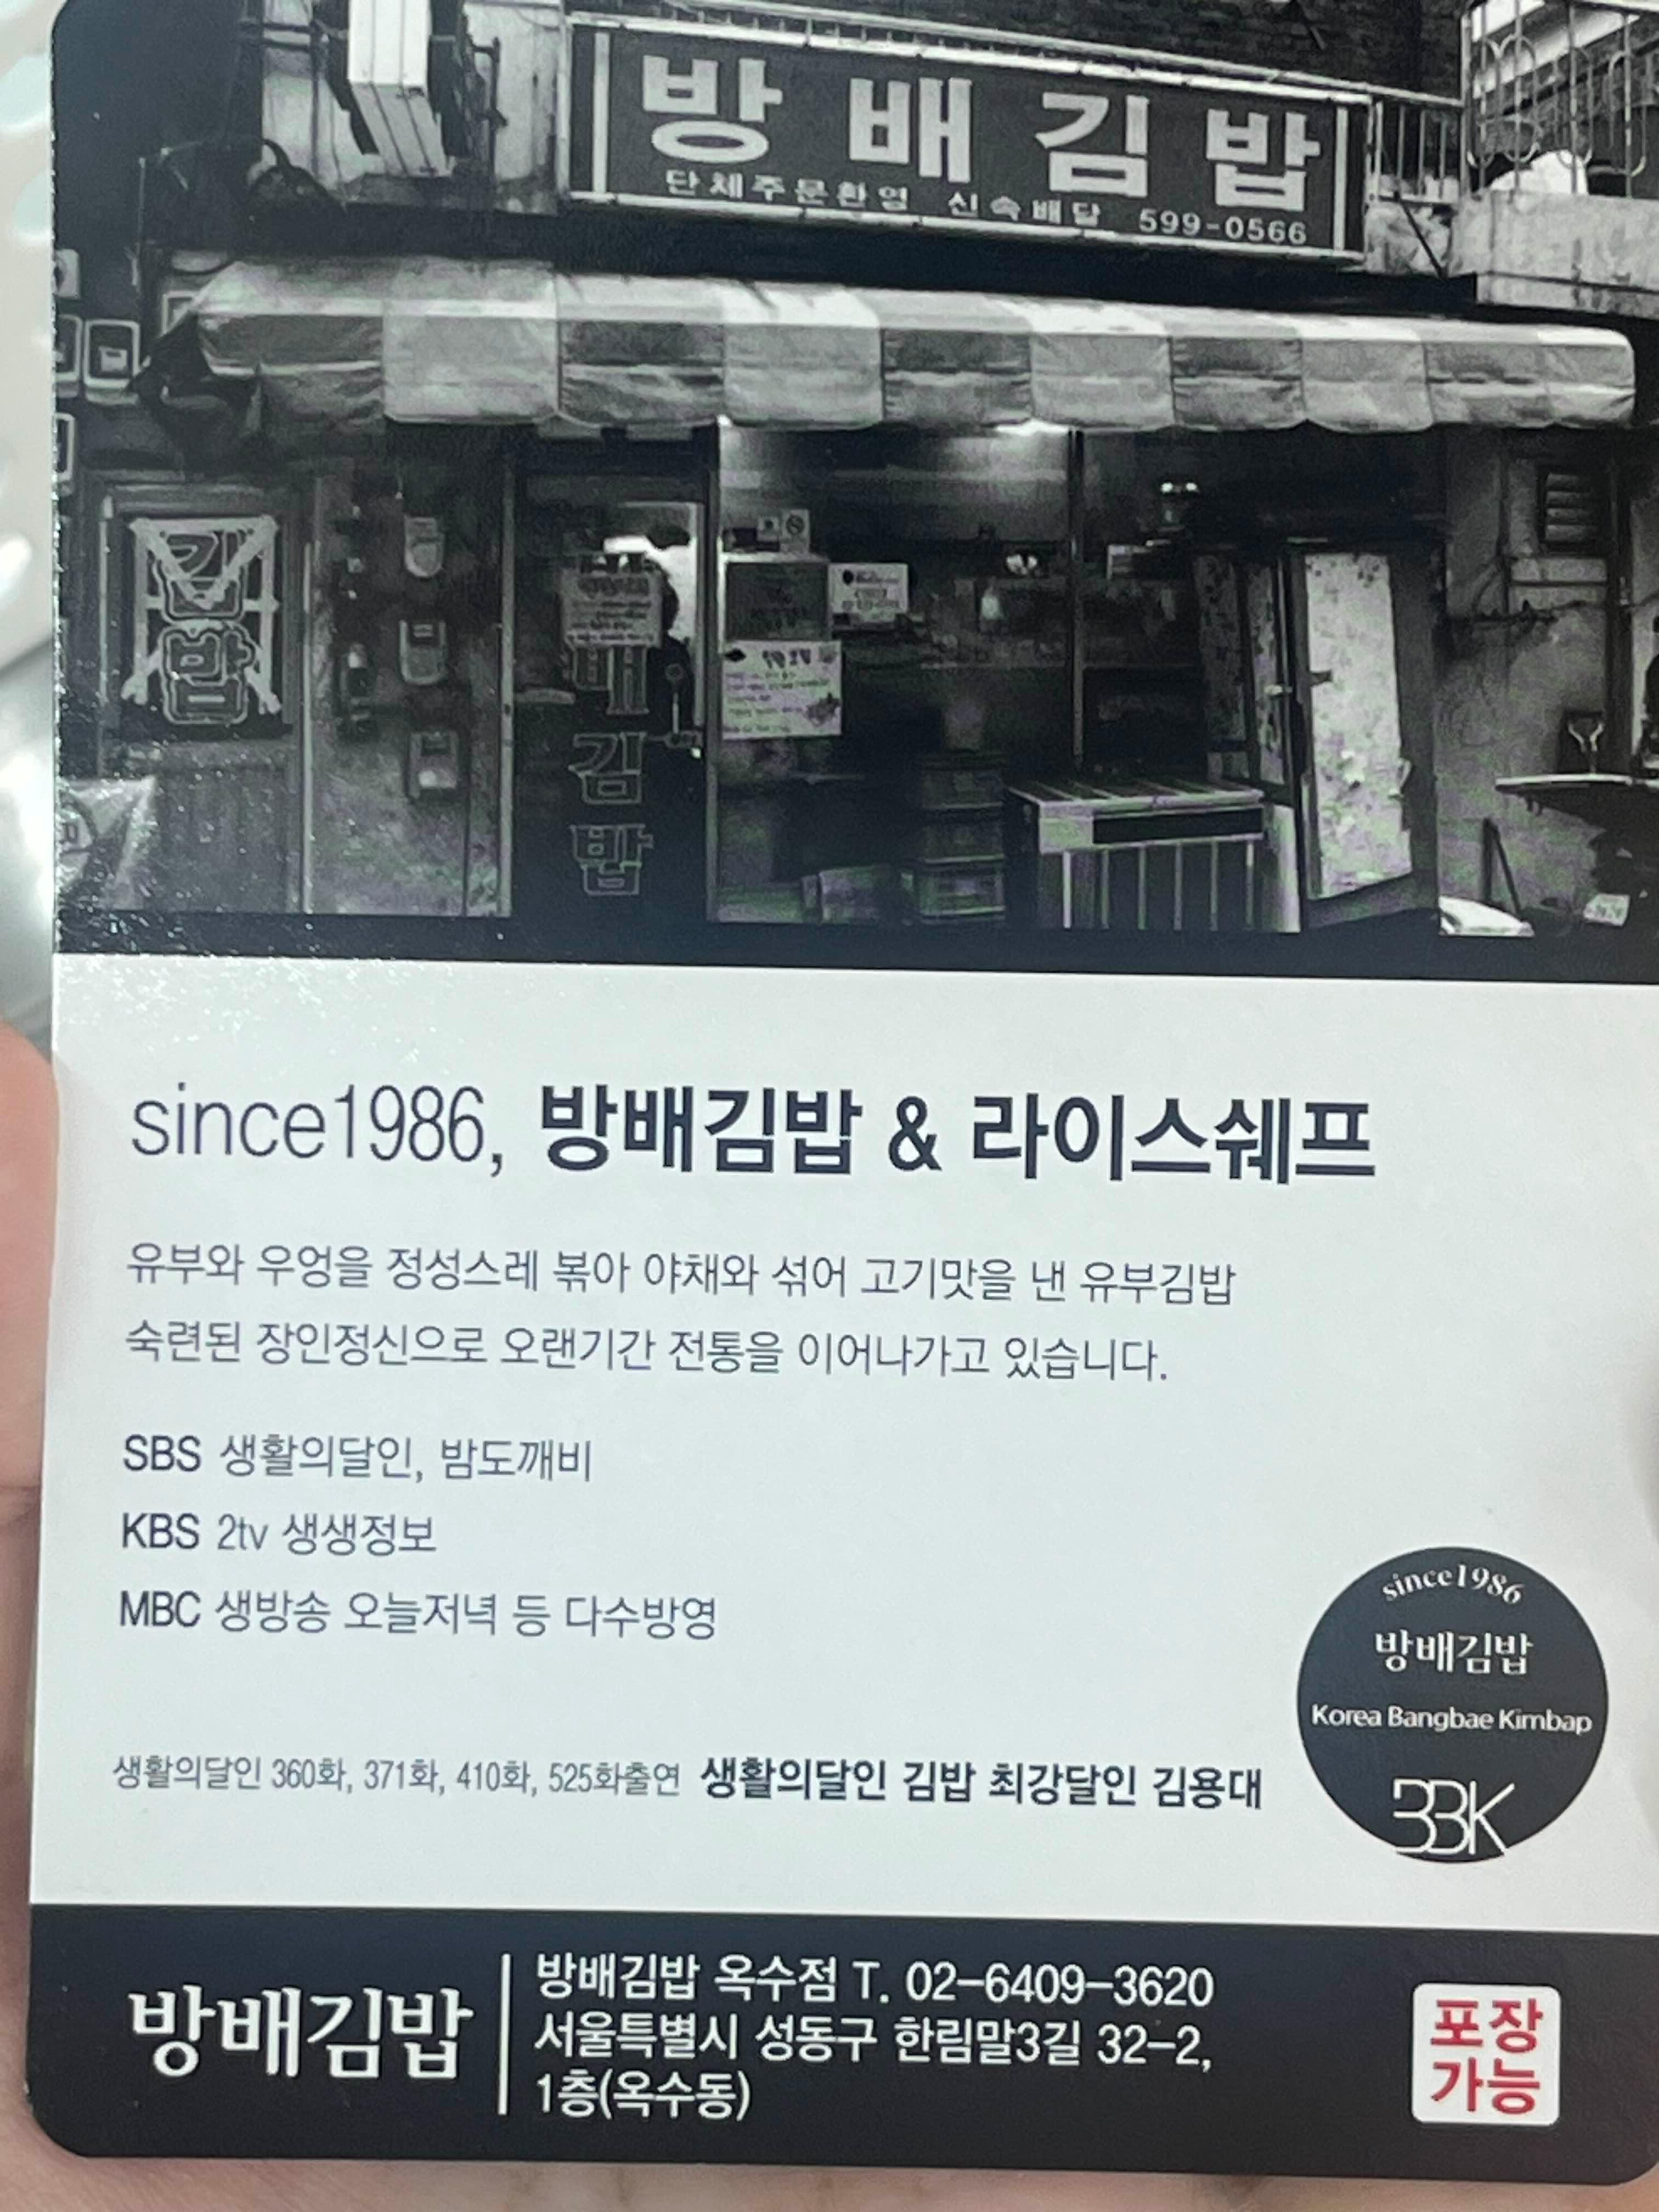 방배김밥
단체주문환영 신속배달 599-0566
김밥
배김밥
since1986, 방배김밥 & 라이스쉐프
유부와 우엉을 정성스레 볶아 야채와 섞어 고기맛을 낸 유부김밥
숙련된 장인정신으로 오랜기간 전통을 이어나가고 있습니다.
SBS 생활의달인, 밤도깨비
KBS 2tv 생생정보
MBC 생방송 오늘저녁 등 다수방영
생활의달인 360화, 371화, 410화, 525화출연 생활의달인 김밥 최강달인 김용대
since1986
방배김밥
Korea Bangbae Kimbap
BBK
방배김밥
방배김밥 옥수점 T. 02-6409-3620
서울특별시 성동구 한림말3길 32-2,
1층(옥수동)
포장
가능